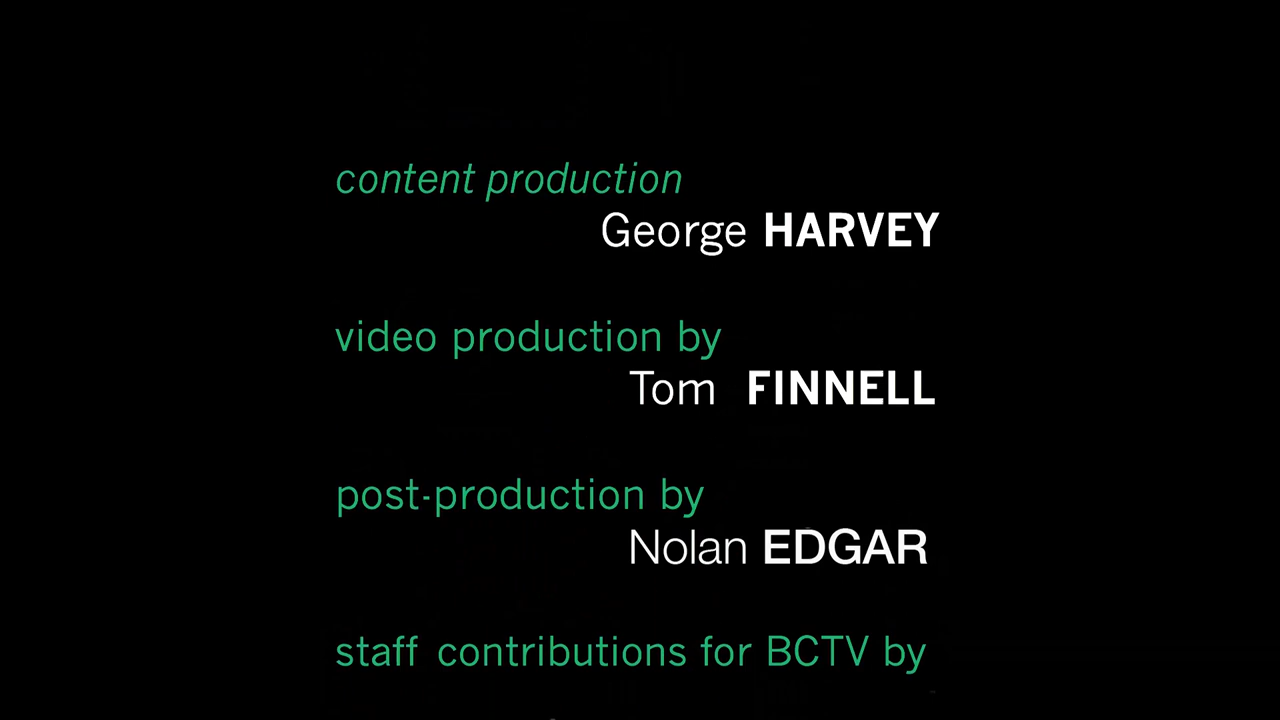 content production
George HARVEY
video production by
Tom FINNELL
post-production by
Nolan EDGAR
staff contributions for BCTV by